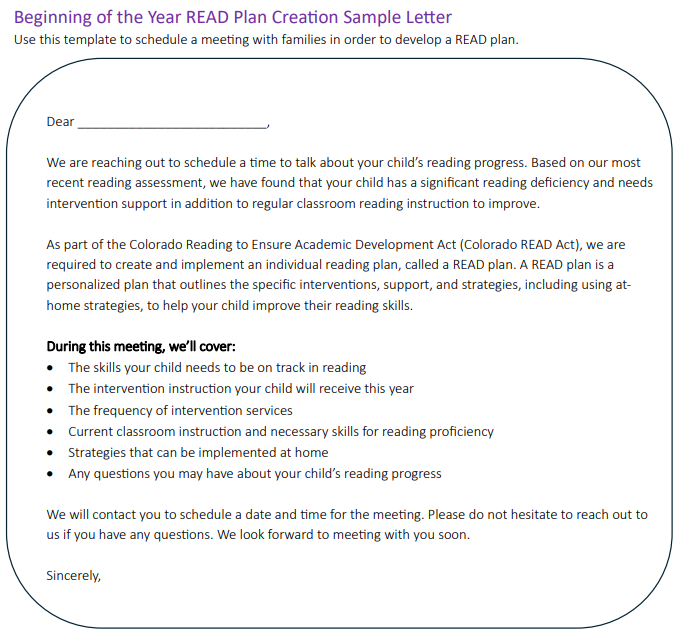 Beginning of the Year READ Plan Creation Sample Letter
Use this template to schedule a meeting with families in order to develop a READ plan.
Dear ___________________________,
We are reaching out to schedule a time to talk about your child’s reading progress. Based on our most
recent reading assessment, we have found that your child has a significant reading deficiency and needs
intervention support in addition to regular classroom reading instruction to improve.
As part of the Colorado Reading to Ensure Academic Development Act (Colorado READ Act), we are
required to create and implement an individual reading plan, called a READ plan. A READ plan is a
personalized plan that outlines the specific interventions, support, and strategies, including using at-
home strategies, to help your child improve their reading skills.
During this meeting, we’ll cover:
• The skills your child needs to be on track in reading
• The intervention instruction your child will receive this year
• The frequency of intervention services
• Current classroom instruction and necessary skills for reading proficiency
• Strategies that can be implemented at home
• Any questions you may have about your child’s reading progress
We will contact you to schedule a date and time for the meeting. Please do not hesitate to reach out to
us if you have any questions. We look forward to meeting with you soon.
Sincerely,